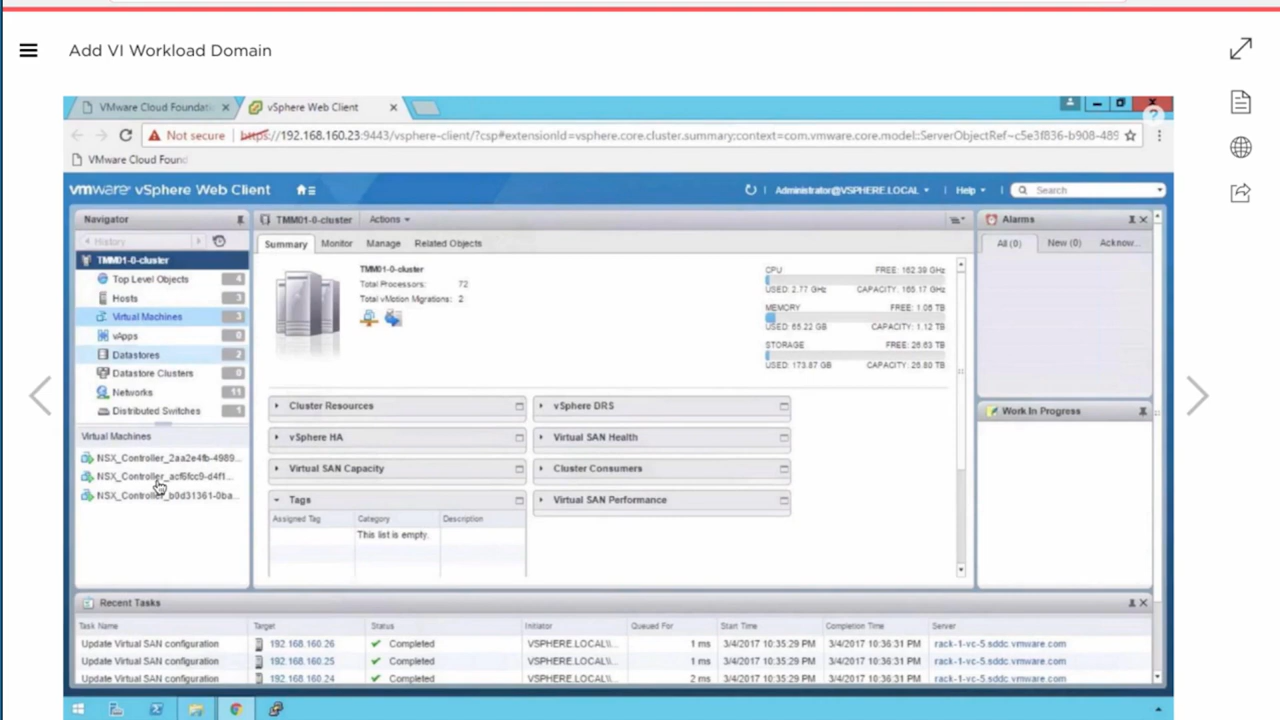 Add VI Workload Domain
VMware Cloud Foundati × vSphere Web Client ×
Not secure https://192.168.160.23:9443/vsphere-client/?csp#extensionId=vsphere.core.cluster.summary;context=com.vmware.core.model::ServerObjectRef~c5e3f836-b908-489
VMware Cloud Found
vmware vSphere Web Client Administrator@VSPHERE.LOCAL Help Search
Navigator TMM01-0-cluster Actions Alarms
History Summary Monitor Manage Related Objects All (0) New (0) Acknow...
TMM01-0-cluster
Top Level Objects 4
Hosts 3
Virtual Machines 3
vApps 0
Datastores 2
Datastore Clusters 0
Networks 11
Distributed Switches 1
TMM01-0-cluster
Total Processors: 72
Total vMotion Migrations: 2
CPU FREE: 162.39 GHz
USED: 2.77 GHz CAPACITY: 165.17 GHz
MEMORY FREE: 1.06 TB
USED: 65.22 GB CAPACITY: 1.12 TB
STORAGE FREE: 26.63 TB
USED: 173.87 GB CAPACITY: 26.80 TB
Virtual Machines
NSX_Controller_2aa2e4fb-4989...
NSX_Controller_acf6fcc9-d4f1...
NSX_Controller_b0d31361-0ba...
Cluster Resources vSphere DRS
vSphere HA Virtual SAN Health
Virtual SAN Capacity Cluster Consumers
Tags Virtual SAN Performance
Assigned Tag Category Description
This list is empty.
Work In Progress
Recent Tasks
Task Name Target Status Initiator Queued For Start Time Completion Time Server
Update Virtual SAN configuration 192.168.160.26 Completed VSPHERE.LOCAL\\... 1 ms 3/4/2017 10:35:29 PM 3/4/2017 10:36:31 PM rack-1-vc-5.sddc.vmware.com
Update Virtual SAN configuration 192.168.160.25 Completed VSPHERE.LOCAL\\... 1 ms 3/4/2017 10:35:29 PM 3/4/2017 10:36:31 PM rack-1-vc-5.sddc.vmware.com
Update Virtual SAN configuration 192.168.160.24 Completed VSPHERE.LOCAL\\... 2 ms 3/4/2017 10:35:29 PM 3/4/2017 10:36:31 PM rack-1-vc-5.sddc.vmware.com